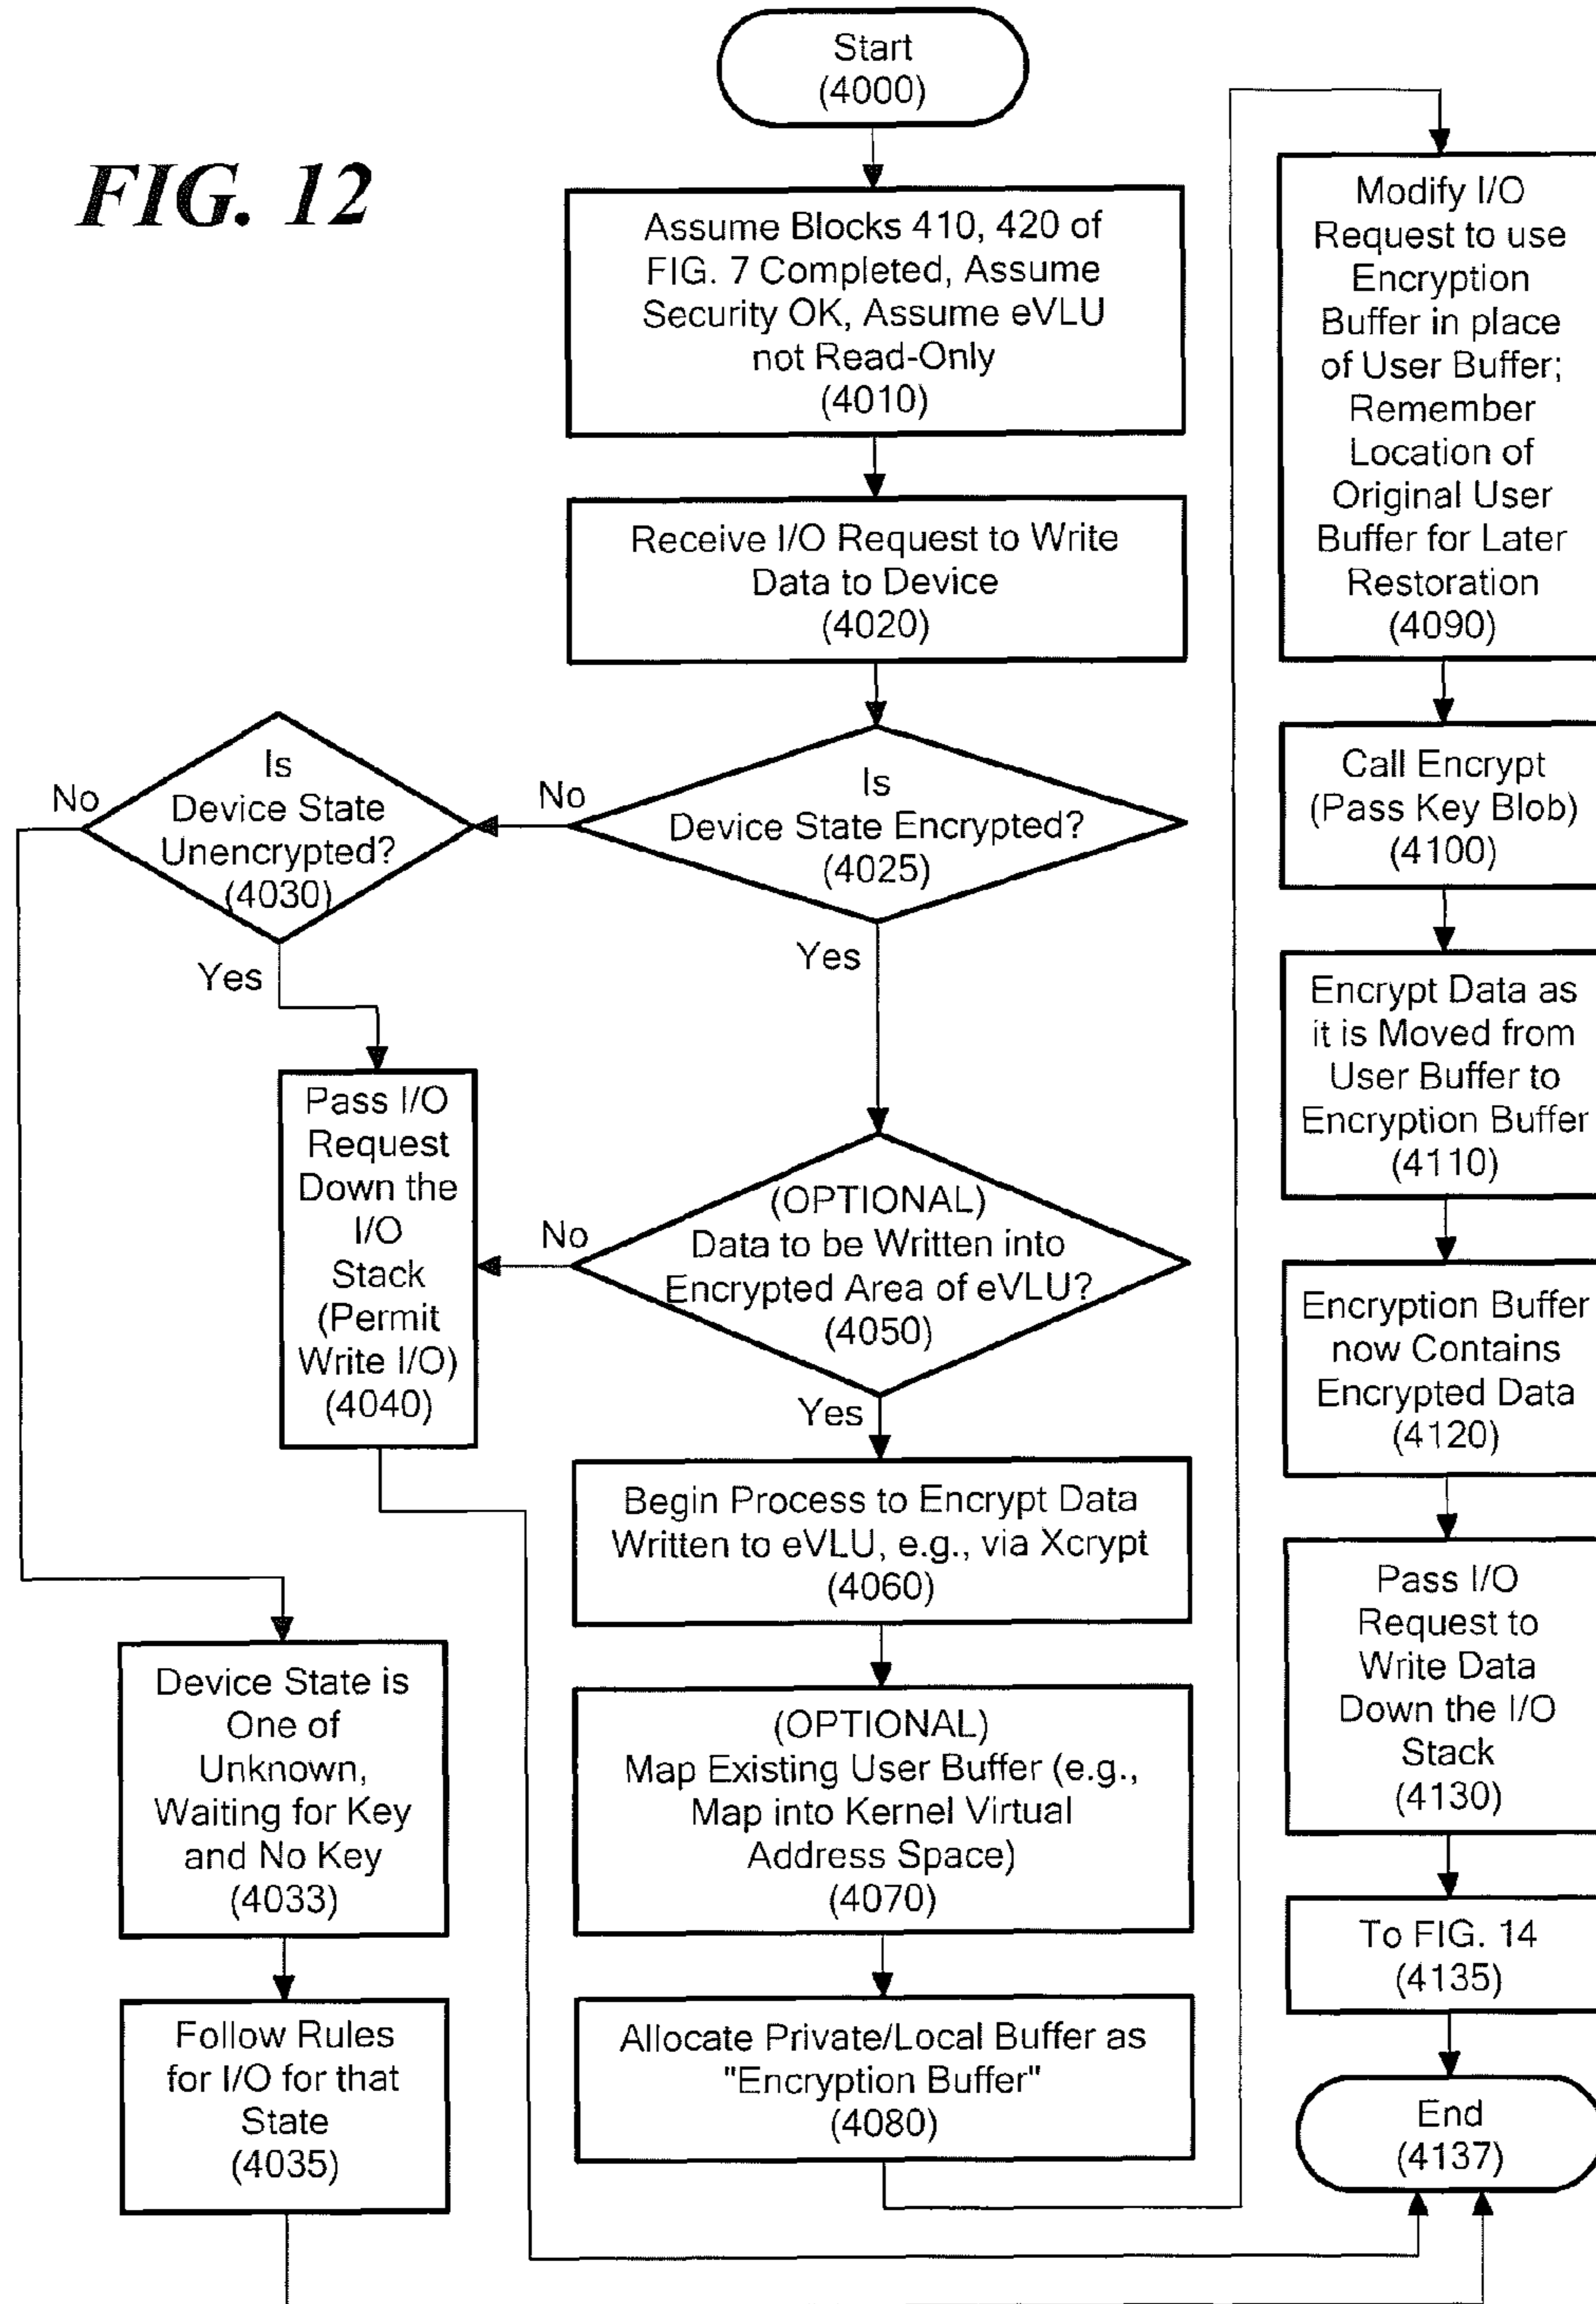 FIG. 12
Start
(4000)
Assume Blocks 410, 420 of
FIG. 7 Completed, Assume
Security OK, Assume eVLU
not Read-Only
(4010)
Receive I/O Request to Write
Data to Device
(4020)
Is
Device State Encrypted?
(4025)
No
Yes
Is
Device State
Unencrypted?
(4030)
No
Yes
Pass I/O
Request
Down the
I/O
Stack
(Permit
Write I/O)
(4040)
(OPTIONAL)
Data to be Written into
Encrypted Area of eVLU?
(4050)
No
Yes
Begin Process to Encrypt Data
Written to eVLU, e.g., via Xcrypt
(4060)
Device State is
One of
Unknown,
Waiting for Key
and No Key
(4033)
Follow Rules
for I/O for that
State
(4035)
(OPTIONAL)
Map Existing User Buffer (e.g.,
Map into Kernel Virtual
Address Space)
(4070)
Allocate Private/Local Buffer as
"Encryption Buffer"
(4080)
Modify I/O
Request to use
Encryption
Buffer in place
of User Buffer;
Remember
Location of
Original User
Buffer for Later
Restoration
(4090)
Call Encrypt
(Pass Key Blob)
(4100)
Encrypt Data as
it is Moved from
User Buffer to
Encryption Buffer
(4110)
Encryption Buffer
now Contains
Encrypted Data
(4120)
Pass I/O
Request to
Write Data
Down the I/O
Stack
(4130)
To FIG. 14
(4135)
End
(4137)